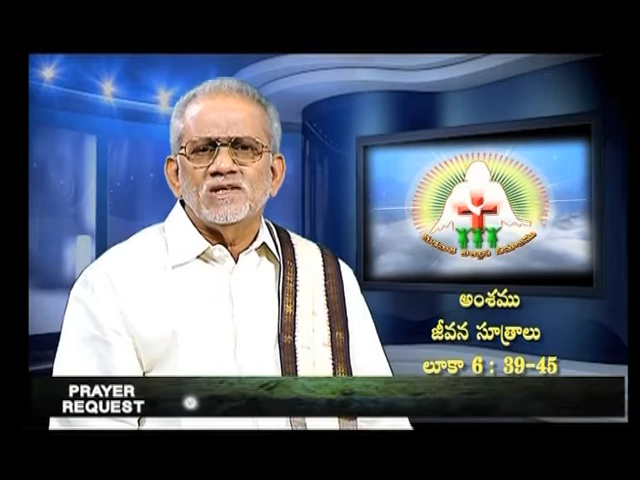 అంశము
జీవన సూత్రాలు
లూకా 6 : 39-45
PRAYER
REQUEST